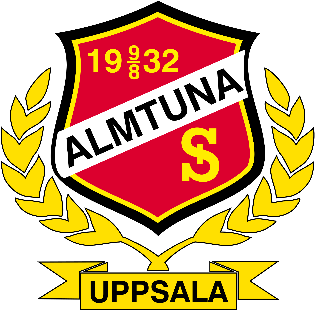 19 9/8 32
ALMTUNA
IS
UPPSALA